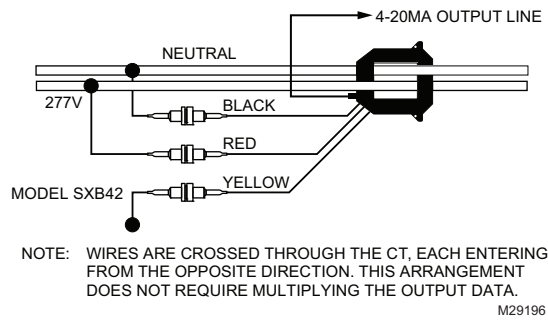 4-20MA OUTPUT LINE
NEUTRAL
277V
BLACK
RED
YELLOW
MODEL SXB42
NOTE: WIRES ARE CROSSED THROUGH THE CT, EACH ENTERING
FROM THE OPPOSITE DIRECTION. THIS ARRANGEMENT
DOES NOT REQUIRE MULTIPLYING THE OUTPUT DATA.
M29196